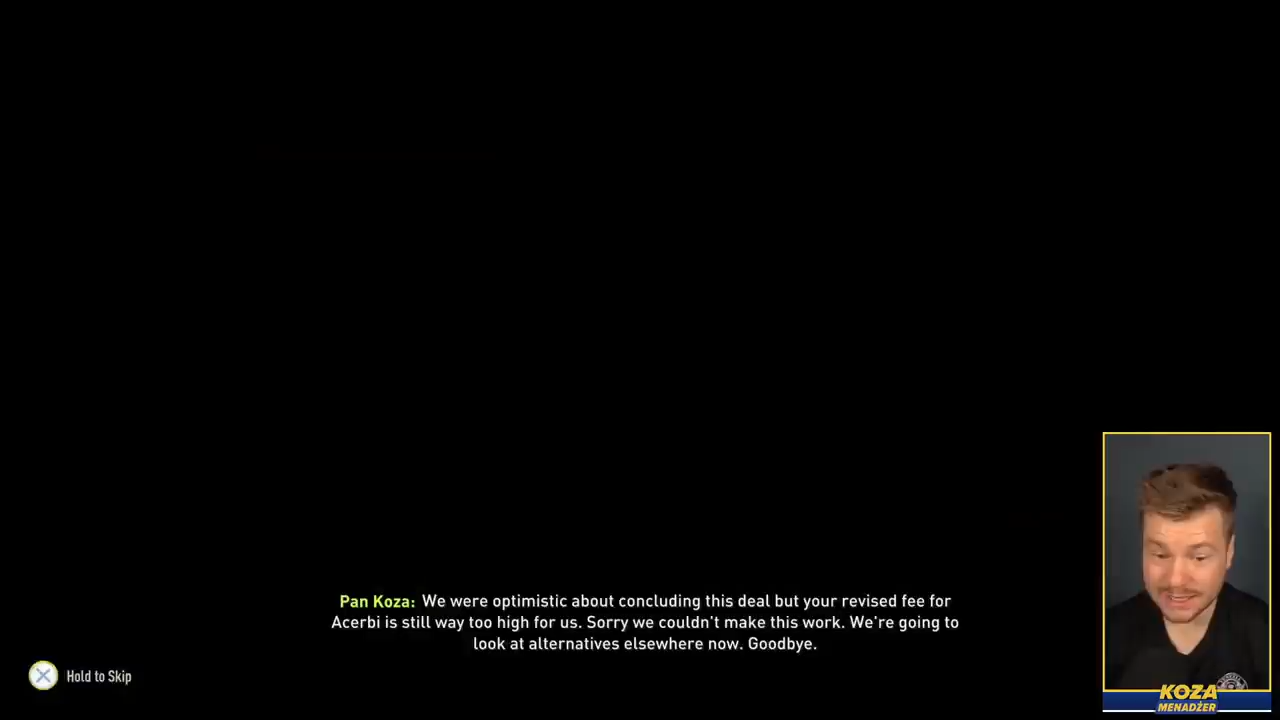 Pan Koza: We were optimistic about concluding this deal but your revised fee for
Acerbi is still way too high for us. Sorry we couldn't make this work. We're going to
look at alternatives elsewhere now. Goodbye.
Hold to Skip
KOZA
MENADŻER